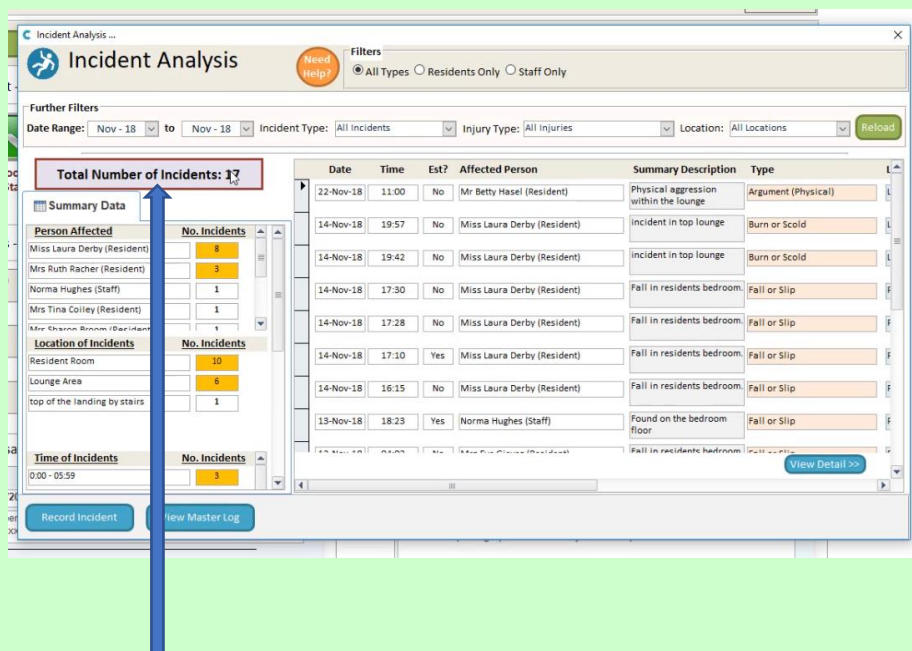 Incident Analysis ...
Incident Analysis
Need Help?
Filters
All Types Residents Only Staff Only
Further Filters
Date Range: Nov - 18 to Nov - 18 Incident Type: All Incidents Injury Type: All Injuries Location: All Locations Reload
Total Number of Incidents: 17
Summary Data
Person Affected No. Incidents
Miss Laura Derby (Resident) 8
Mrs Ruth Racher (Resident) 3
Norma Hughes (Staff) 1
Mrs Tina Coiley (Resident) 1
Mrs Sharon Broom (Resident 1
Location of Incidents No. Incidents
Resident Room 10
Lounge Area 6
top of the landing by stairs 1
Time of Incidents No. Incidents
0:00 - 05:59 3
Date Time Est? Affected Person Summary Description Type
22-Nov-18 11:00 No Mr Betty Hasel (Resident) Physical aggression within the lounge Argument (Physical)
14-Nov-18 19:57 No Miss Laura Derby (Resident) incident in top lounge Burn or Scold
14-Nov-18 19:42 No Miss Laura Derby (Resident) incident in top lounge Burn or Scold
14-Nov-18 17:30 No Miss Laura Derby (Resident) Fall in residents bedroom. Fall or Slip
14-Nov-18 17:28 No Miss Laura Derby (Resident) Fall in residents bedroom. Fall or Slip
14-Nov-18 17:10 Yes Miss Laura Derby (Resident) Fall in residents bedroom. Fall or Slip
14-Nov-18 16:15 No Miss Laura Derby (Resident) Fall in residents bedroom. Fall or Slip
13-Nov-18 18:23 Yes Norma Hughes (Staff) Found on the bedroom floor Fall or Slip
View Detail >>
Record Incident View Master Log